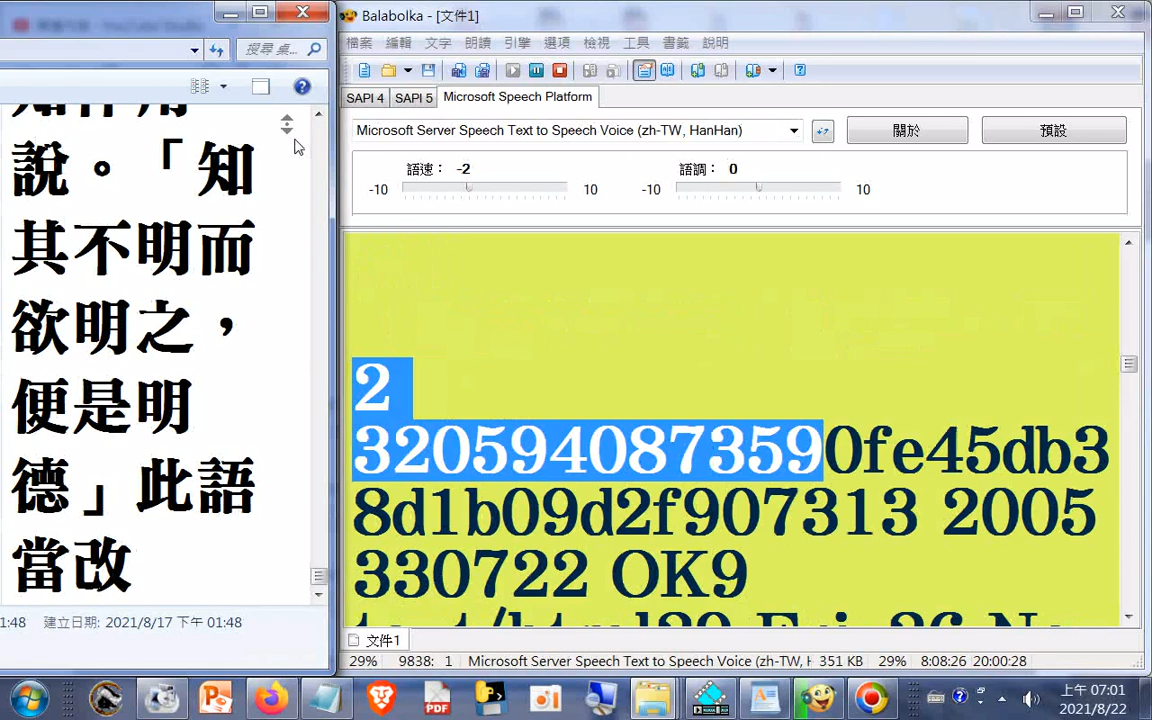 搜尋 桌...
說。「知
其不明而
欲明之，
便是明
德」此語
當改
1:48 建立日期: 2021/8/17 下午 01:48
Balabolka - [文件1]
檔案 編輯 文字 朗讀 引擎 選項 檢視 工具 書籤 說明
SAPI 4 SAPI 5 Microsoft Speech Platform
Microsoft Server Speech Text to Speech Voice (zh-TW, HanHan) 關於 預設
語速： -2 語調： 0
-10 10 -10 10
2
3205940873590fe45db3
8d1b09d2f907313 2005
330722 OK9
文件1
29% 9838: 1 Microsoft Server Speech Text to Speech Voice (zh-TW, H 351 KB 29% 8:08:26 20:00:28
PDF
上午 07:01
2021/8/22